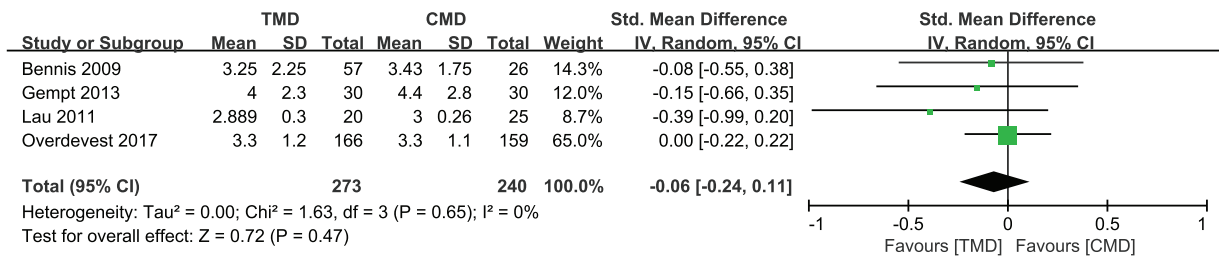 TMD CMD Std. Mean Difference Std. Mean Difference
Study or Subgroup Mean SD Total Mean SD Total Weight IV, Random, 95% CI IV, Random, 95% CI
Bennis 2009 3.25 2.25 57 3.43 1.75 26 14.3% -0.08 [-0.55, 0.38]
Gempt 2013 4 2.3 30 4.4 2.8 30 12.0% -0.15 [-0.66, 0.35]
Lau 2011 2.889 0.3 20 3 0.26 25 8.7% -0.39 [-0.99, 0.20]
Overdevest 2017 3.3 1.2 166 3.3 1.1 159 65.0% 0.00 [-0.22, 0.22]
Total (95% CI) 273 240 100.0% -0.06 [-0.24, 0.11]
Heterogeneity: Tau² = 0.00; Chi² = 1.63, df = 3 (P = 0.65); I² = 0%
Test for overall effect: Z = 0.72 (P = 0.47)
-1 -0.5 0 0.5 1
Favours [TMD] Favours [CMD]